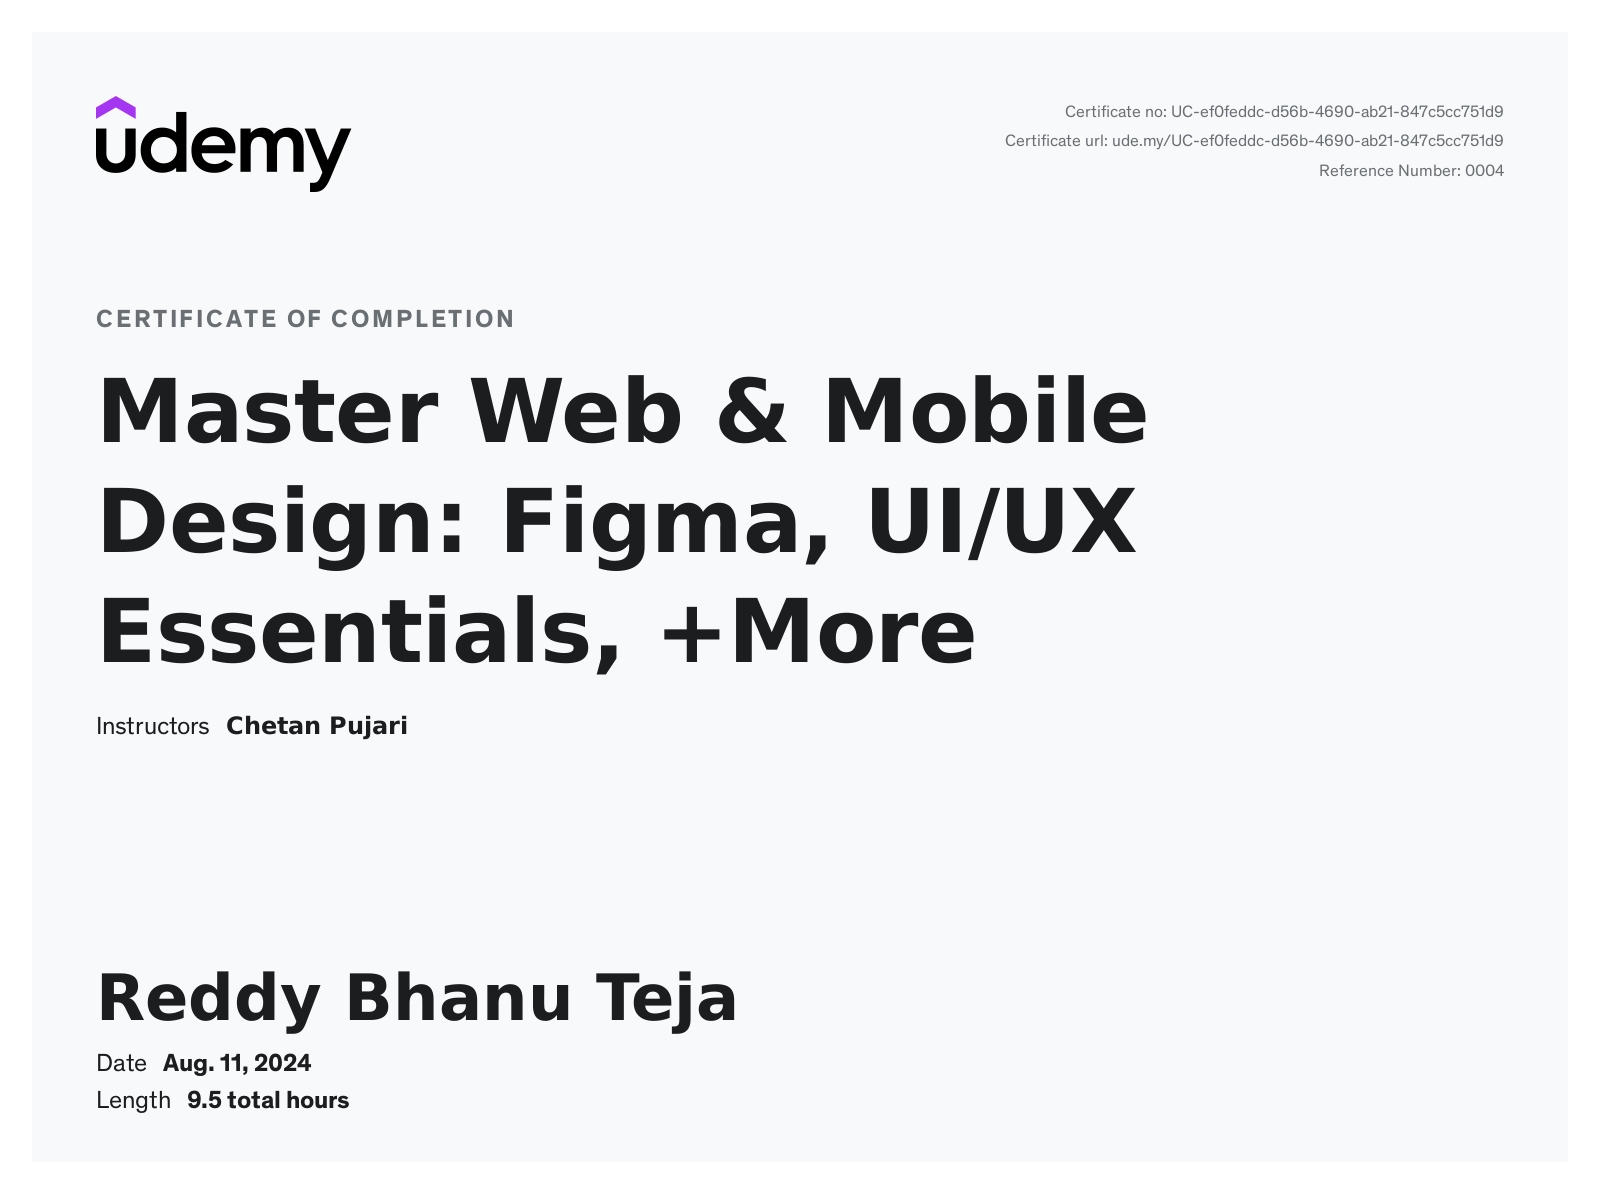 udemy
Certificate no: UC-ef0feddc-d56b-4690-ab21-847c5cc751d9
Certificate url: ude.my/UC-ef0feddc-d56b-4690-ab21-847c5cc751d9
Reference Number: 0004
CERTIFICATE OF COMPLETION
Master Web & Mobile
Design: Figma, UI/UX
Essentials, +More
Instructors Chetan Pujari
Reddy Bhanu Teja
Date Aug. 11, 2024
Length 9.5 total hours